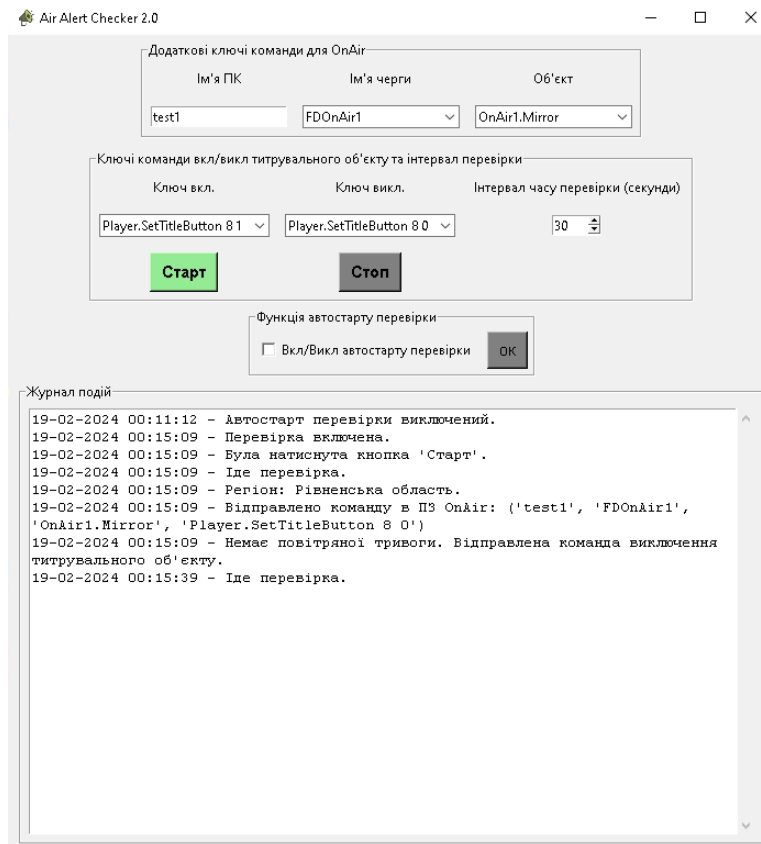 Air Alert Checker 2.0
Додаткові ключі команди для OnAir
Ім'я ПК Ім'я черги Об'єкт
test1 FDOnAir1 OnAir1.Mirror
Ключі команди вкл/викл титрувального об'єкту та інтервал перевірки
Ключ вкл. Ключ викл. Інтервал часу перевірки (секунди)
Player.SetTitleButton 8 1 Player.SetTitleButton 8 0 30
Старт Стоп
Функція автостарту перевірки
Вкл/Викл автостарту перевірки ОК
Журнал подій
19-02-2024 00:11:12 - Автостарт перевірки виключений.
19-02-2024 00:15:09 - Перевірка включена.
19-02-2024 00:15:09 - Була натиснута кнопка 'Старт'.
19-02-2024 00:15:09 - Іде перевірка.
19-02-2024 00:15:09 - Регіон: Рівненська область.
19-02-2024 00:15:09 - Відправлено команду в ПЗ OnAir: ('test1', 'FDOnAir1',
'OnAir1.Mirror', 'Player.SetTitleButton 8 0')
19-02-2024 00:15:09 - Немає повітряної тривоги. Відправлена команда виключення
титрувального об'єкту.
19-02-2024 00:15:39 - Іде перевірка.